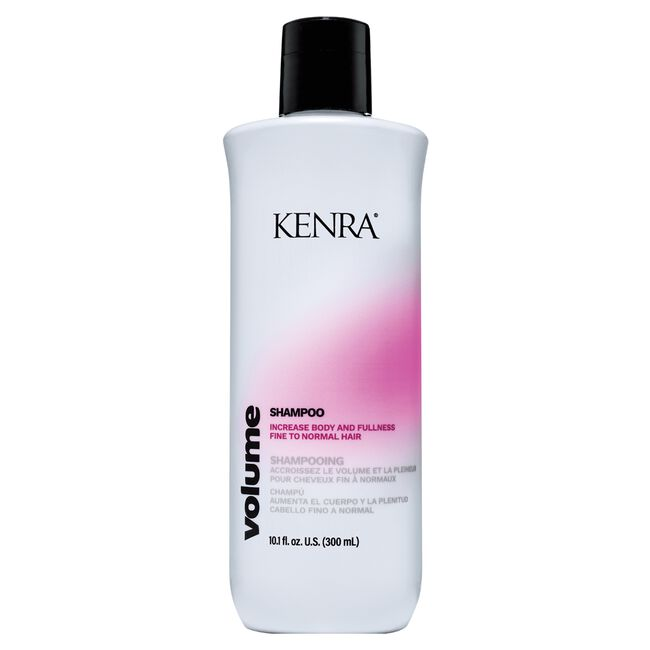 KENRA®
volume
SHAMPOO
INCREASE BODY AND FULLNESS
FINE TO NORMAL HAIR
SHAMPOOING
ACCROISSEZ LE VOLUME ET LA PLEINEUR
POUR CHEVEUX FIN À NORMAUX
CHAMPÚ
AUMENTA EL CUERPO Y LA PLENITUD
CABELLO FINO A NORMAL
10.1 fl. oz. U.S. (300 mL)